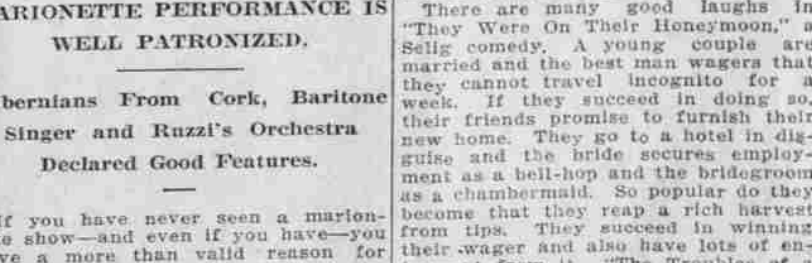 ARIONETTE PERFORMANCE IS
WELL PATRONIZED.
bernians From Cork, Baritone
Singer and Ruzzi's Orchestra
Declared Good Features.
If you have never seen a marion-
e show—and even if you have—you
ve a more than valid reason for
There are many good laughs in
"They Were On Their Honeymoon," a
Selig comedy. A young couple are
married and the best man wagers that
they cannot travel incognito for a
week. If they succeed in doing so
their friends promise to furnish their
new home. They go to a hotel in dis-
guise and the bride secures employ-
ment as a bell-hop and the bridegroom
as a chambermaid. So popular do they
become that they reap a rich harvest
from tips. They succeed in winning
their wager and also have lots of en-
"The Troubles of